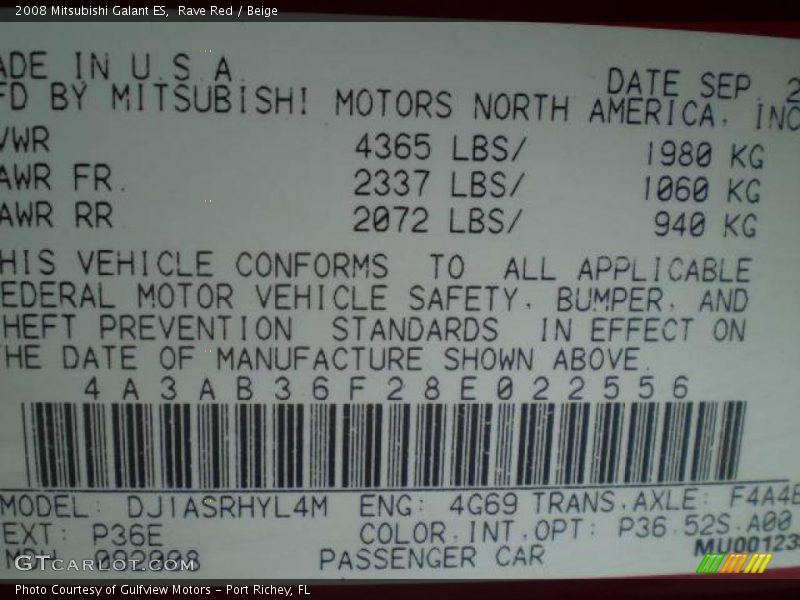 2008 Mitsubishi Galant ES, Rave Red / Beige
ADE IN U.S.A. DATE SEP. 2
FD BY MITSUBISHI MOTORS NORTH AMERICA, INC
VWR 4365 LBS/ 1980 KG
AWR FR. 2337 LBS/ 1060 KG
AWR RR 2072 LBS/ 940 KG
HIS VEHICLE CONFORMS TO ALL APPLICABLE
EDERAL MOTOR VEHICLE SAFETY, BUMPER, AND
HEFT PREVENTION STANDARDS IN EFFECT ON
HE DATE OF MANUFACTURE SHOWN ABOVE.
4A3AB36F28E022556
MODEL: DJ1ASRHYL4M ENG: 4G69 TRANS.AXLE: F4A4B
EXT: P36E COLOR.INT.OPT: P36.52S.A00
092008 PASSENGER CAR MU00123
GTCARLOT.COM
Photo Courtesy of Gulfview Motors - Port Richey, FL